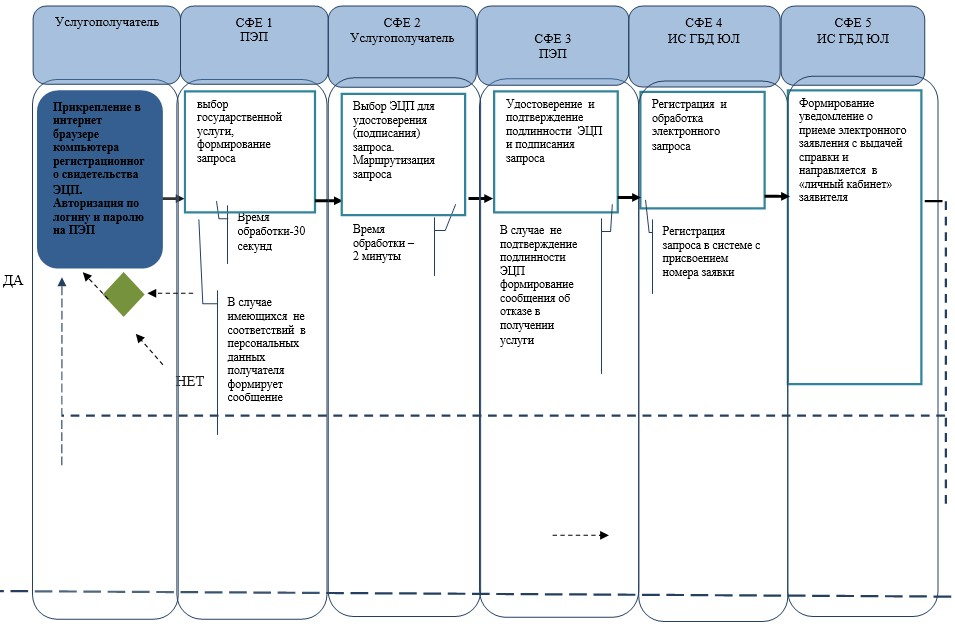 Услугополучатель
СФЕ 1
ПЭП
СФЕ 2
Услугополучатель
СФЕ 3
ПЭП
СФЕ 4
ИС ГБД ЮЛ
СФЕ 5
ИС ГБД ЮЛ
Прикрепление в
интернет
браузере
компьютера
регистрационног
о свидетельства
ЭЦП.
Авторизация по
логину и паролю
на ПЭП
выбор
государственной
услуги,
формирование
запроса
Выбор ЭЦП для
удостоверения
(подписания)
запроса.
Маршрутизация
запроса
Удостоверение и
подтверждение
подлинности ЭЦП
и подписания
запроса
Регистрация и
обработка
электронного
запроса
Формирование
уведомление о
приеме электронного
заявления с выдачей
справки и
направляется в
«личный кабинет»
заявителя
Время
обработки-30
секунд
Время
обработки –
2 минуты
В случае не
подтверждение
подлинности
ЭЦП
формирование
сообщения об
отказе в
получении
услуги
Регистрация
запроса в системе с
присвоением
номера заявки
ДА
В случае
имеющихся не
соответствий в
персональных
данных
получателя
формирует
сообщение
НЕТ